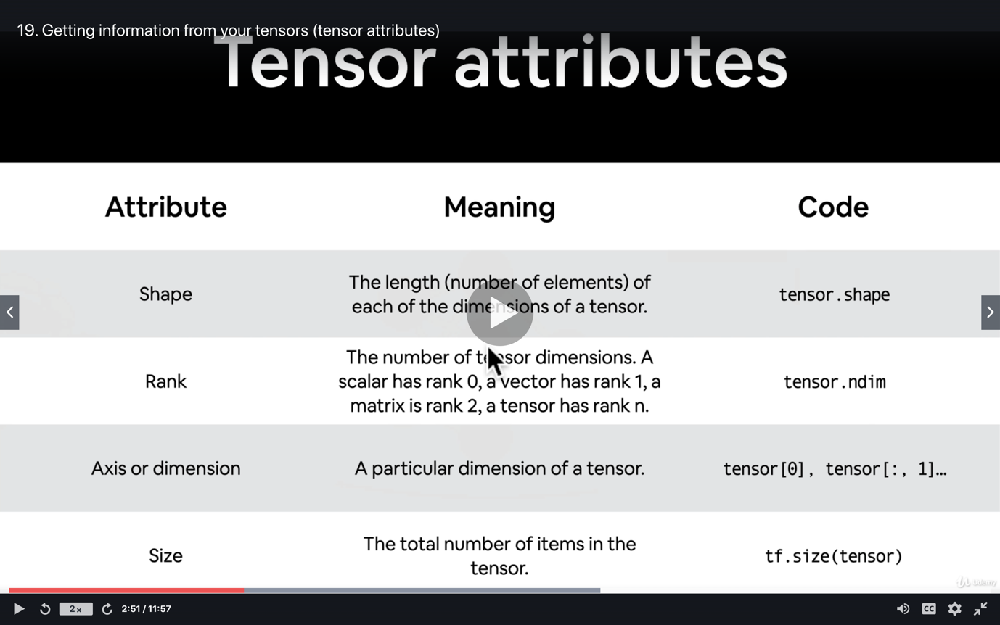 19. Getting information from your tensors (tensor attributes)
Tensor attributes
Attribute Meaning Code
Shape
The length (number of elements) of
each of the dimensions of a tensor.
tensor.shape
Rank
The number of tensor dimensions. A
scalar has rank 0, a vector has rank 1, a
matrix is rank 2, a tensor has rank n.
tensor.ndim
Axis or dimension
A particular dimension of a tensor.
tensor[0], tensor[:, 1]…
Size
The total number of items in the
tensor.
tf.size(tensor)
Udemy
2x
2:51 / 11:57
CC